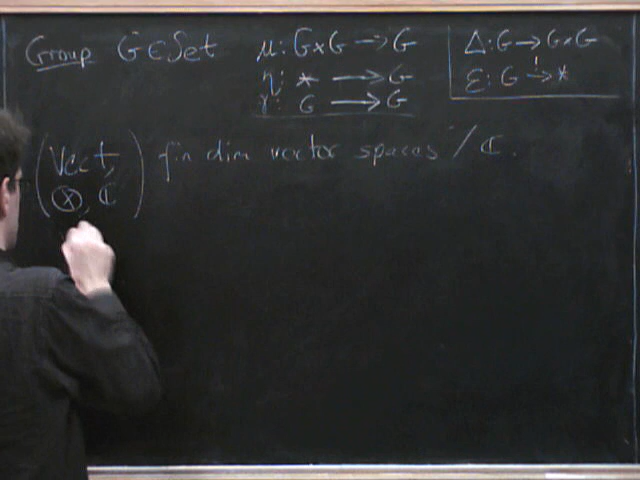 Group G ∈ Set μ: G×G → G
η: * → G
γ: G → G
Δ: G → G×G
ε: G →! *
(Vect, ⊗, ℂ) fin dim vector spaces / ℂ.